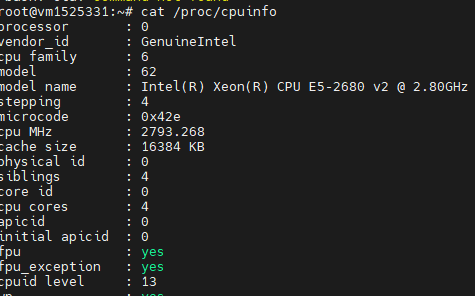 root@vm1525331:~# cat /proc/cpuinfo
processor : 0
vendor_id : GenuineIntel
cpu family : 6
model : 62
model name : Intel(R) Xeon(R) CPU E5-2680 v2 @ 2.80GHz
stepping : 4
microcode : 0x42e
cpu MHz : 2793.268
cache size : 16384 KB
physical id : 0
siblings : 4
core id : 0
cpu cores : 4
apicid : 0
initial apicid : 0
fpu : yes
fpu_exception : yes
cpuid level : 13